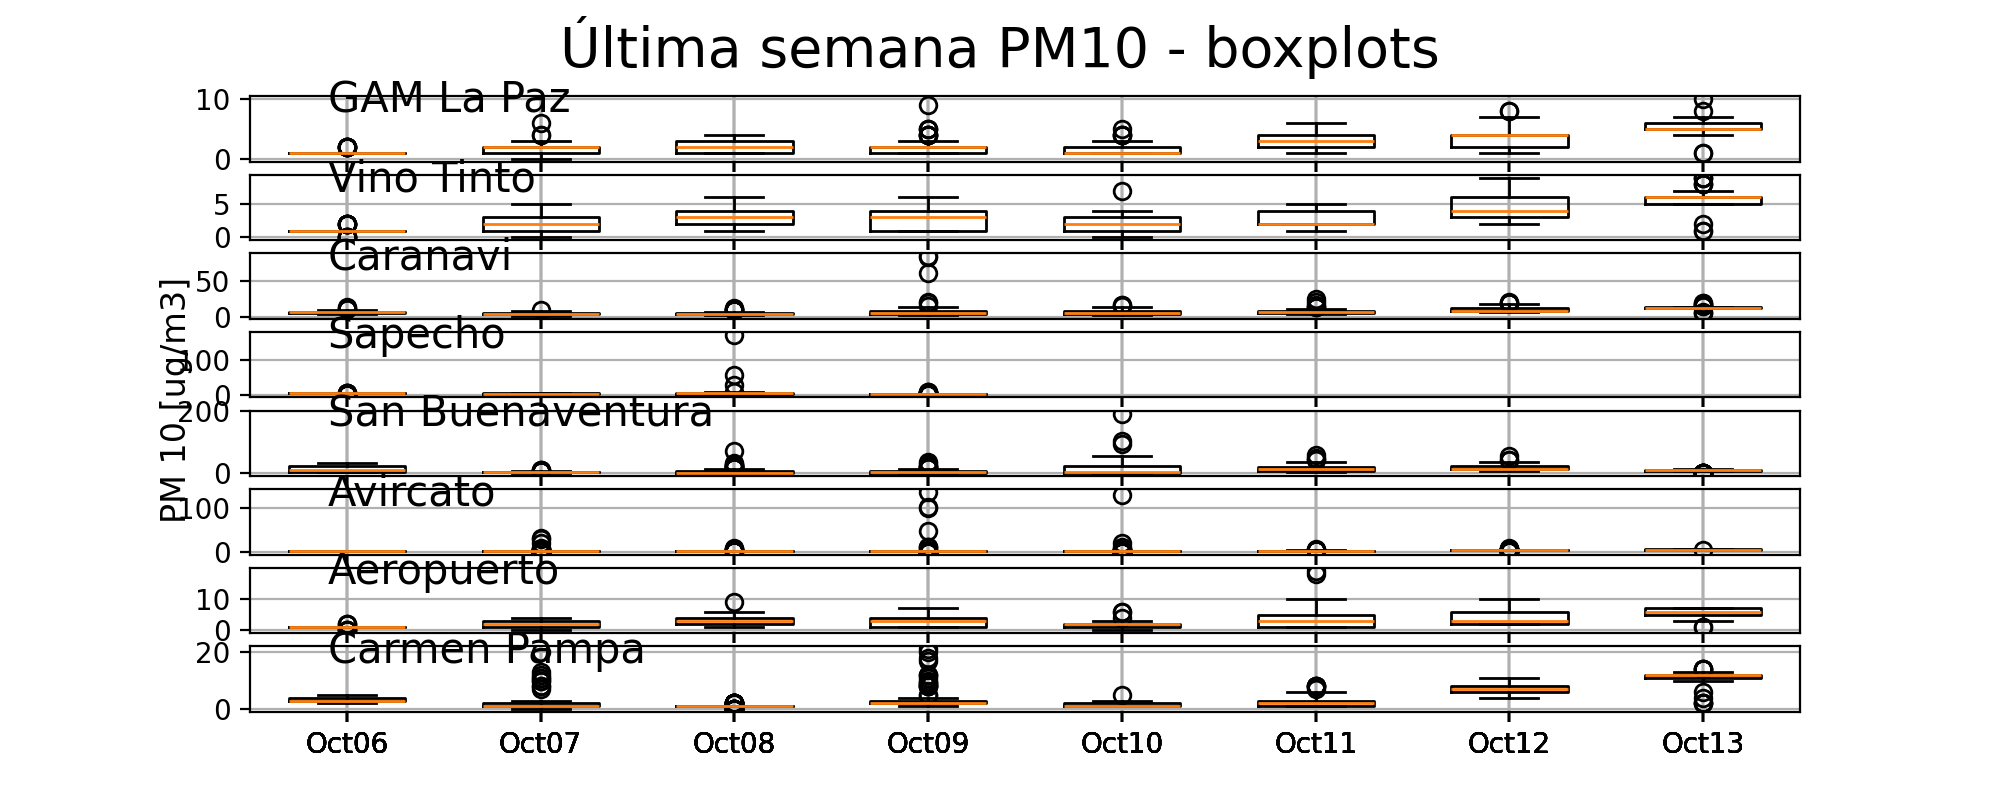 Última semana PM10 - boxplots
GAM La Paz
10
0
Vino Tinto
5
0
Caranavi
50
0
Sapecho
100
0
San Buenaventura
200
0
Avircato
100
0
Aeropuerto
10
0
Carmen Pampa
20
0
PM 10 [ug/m3]
Oct06 Oct07 Oct08 Oct09 Oct10 Oct11 Oct12 Oct13